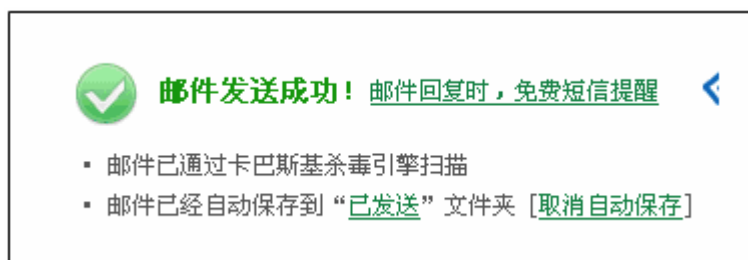 邮件发送成功！ 邮件回复时，免费短信提醒
▪ 邮件已通过卡巴斯基杀毒引擎扫描
▪ 邮件已经自动保存到“已发送”文件夹 [取消自动保存]